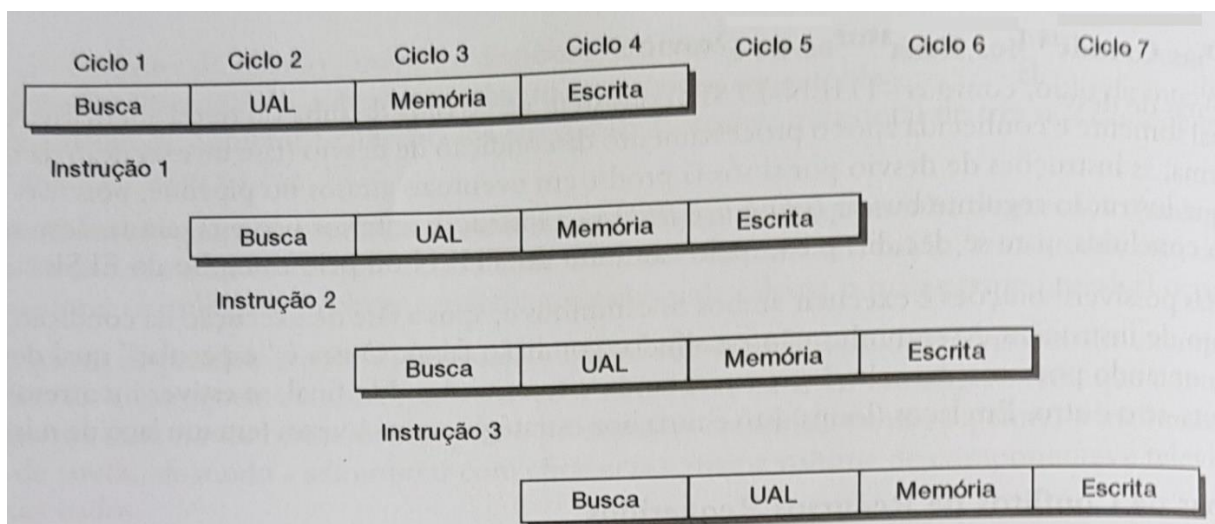 Ciclo 1 Ciclo 2 Ciclo 3 Ciclo 4 Ciclo 5 Ciclo 6 Ciclo 7
Busca UAL Memória Escrita
Instrução 1
Busca UAL Memória Escrita
Instrução 2
Busca UAL Memória Escrita
Instrução 3
Busca UAL Memória Escrita